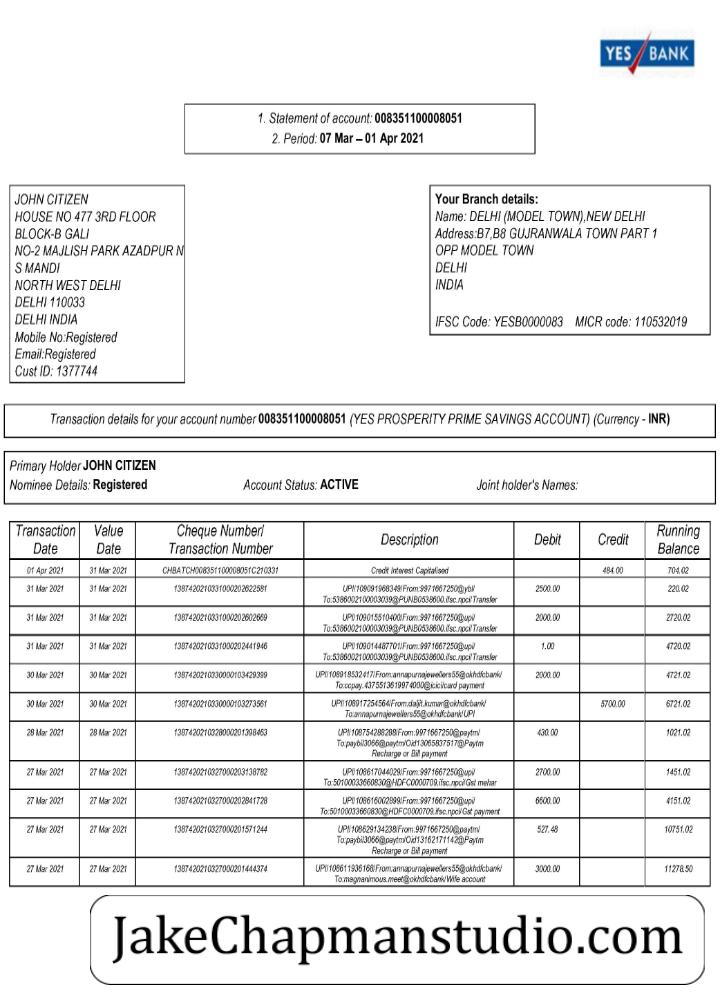 YES BANK
1. Statement of account: 008351100008051
2. Period: 07 Mar – 01 Apr 2021
JOHN CITIZEN
HOUSE NO 477 3RD FLOOR
BLOCK-B GALI
NO-2 MAJLISH PARK AZADPUR N
S MANDI
NORTH WEST DELHI
DELHI 110033
DELHI INDIA
Mobile No:Registered
Email:Registered
Cust ID: 1377744
Your Branch details:
Name: DELHI (MODEL TOWN),NEW DELHI
Address:B7,B8 GUJRANWALA TOWN PART 1
OPP MODEL TOWN
DELHI
INDIA
IFSC Code: YESB0000083 MICR code: 110532019
Transaction details for your account number 008351100008051 (YES PROSPERITY PRIME SAVINGS ACCOUNT) (Currency - INR)
Primary Holder JOHN CITIZEN
Nominee Details: Registered Account Status: ACTIVE Joint holder's Names:
Transaction Date Value Date Cheque Number/ Transaction Number Description Debit Credit Running Balance
01 Apr 2021 31 Mar 2021 CHBATCH008351100008051C210331 Credit Interest Capitalised 484.00 704.02
31 Mar 2021 31 Mar 2021 1387420210331000202622581 UPI/109091968349/From:9971667250@ybl/ 2500.00 220.02
To:5386002100003039@PUNB0538600.ifsc.npci/Transfer
31 Mar 2021 31 Mar 2021 1387420210331000202602669 UPI/109015510400/From:9971667250@upi/ 2000.00 2720.02
To:5386002100003039@PUNB0538600.ifsc.npci/Transfer
31 Mar 2021 31 Mar 2021 1387420210331000202441946 UPI/109014487701/From:9971667250@upi/ 1.00 4720.02
To:5386002100003039@PUNB0538600.ifsc.npci/Transfer
30 Mar 2021 30 Mar 2021 1387420210330000103429399 UPI/108918532417/From:annapurnajewellers55@okhdfcbank/ 2000.00 4721.02
To:ccpay.4375513619974000@icici/card payment
30 Mar 2021 30 Mar 2021 1387420210330000103273561 UPI/108917254564/From:daljit.kumar@okhdfcbank/ 5700.00 6721.02
To:annapurnajewellers55@okhdfcbank/UPI
28 Mar 2021 28 Mar 2021 1387420210328000201398463 UPI/108754288288/From:9971667250@paytm/ 430.00 1021.02
To:paybil3066@paytm/Oid13065837517@Paytm
Recharge or Bill payment
27 Mar 2021 27 Mar 2021 1387420210327000203138782 UPI/108617044029/From:9971667250@upi/ 2700.00 1451.02
To:50100033660830@HDFC0000709.ifsc.npci/Gst mehar
27 Mar 2021 27 Mar 2021 1387420210327000202841728 UPI/108616002899/From:9971667250@upi/ 6600.00 4151.02
To:50100033660830@HDFC0000709.ifsc.npci/Gst payment
27 Mar 2021 27 Mar 2021 1387420210327000201571244 UPI/108629134238/From:9971667250@paytm/ 527.48 10751.02
To:paybil3066@paytm/Oid13162171142@Paytm
Recharge or Bill payment
27 Mar 2021 27 Mar 2021 1387420210327000201444374 UPI/108611936168/From:annapurnajewellers55@okhdfcbank/ 3000.00 11278.50
To:magnanimous.meet@okhdfcbank/Wife account
JakeChapmanstudio.com